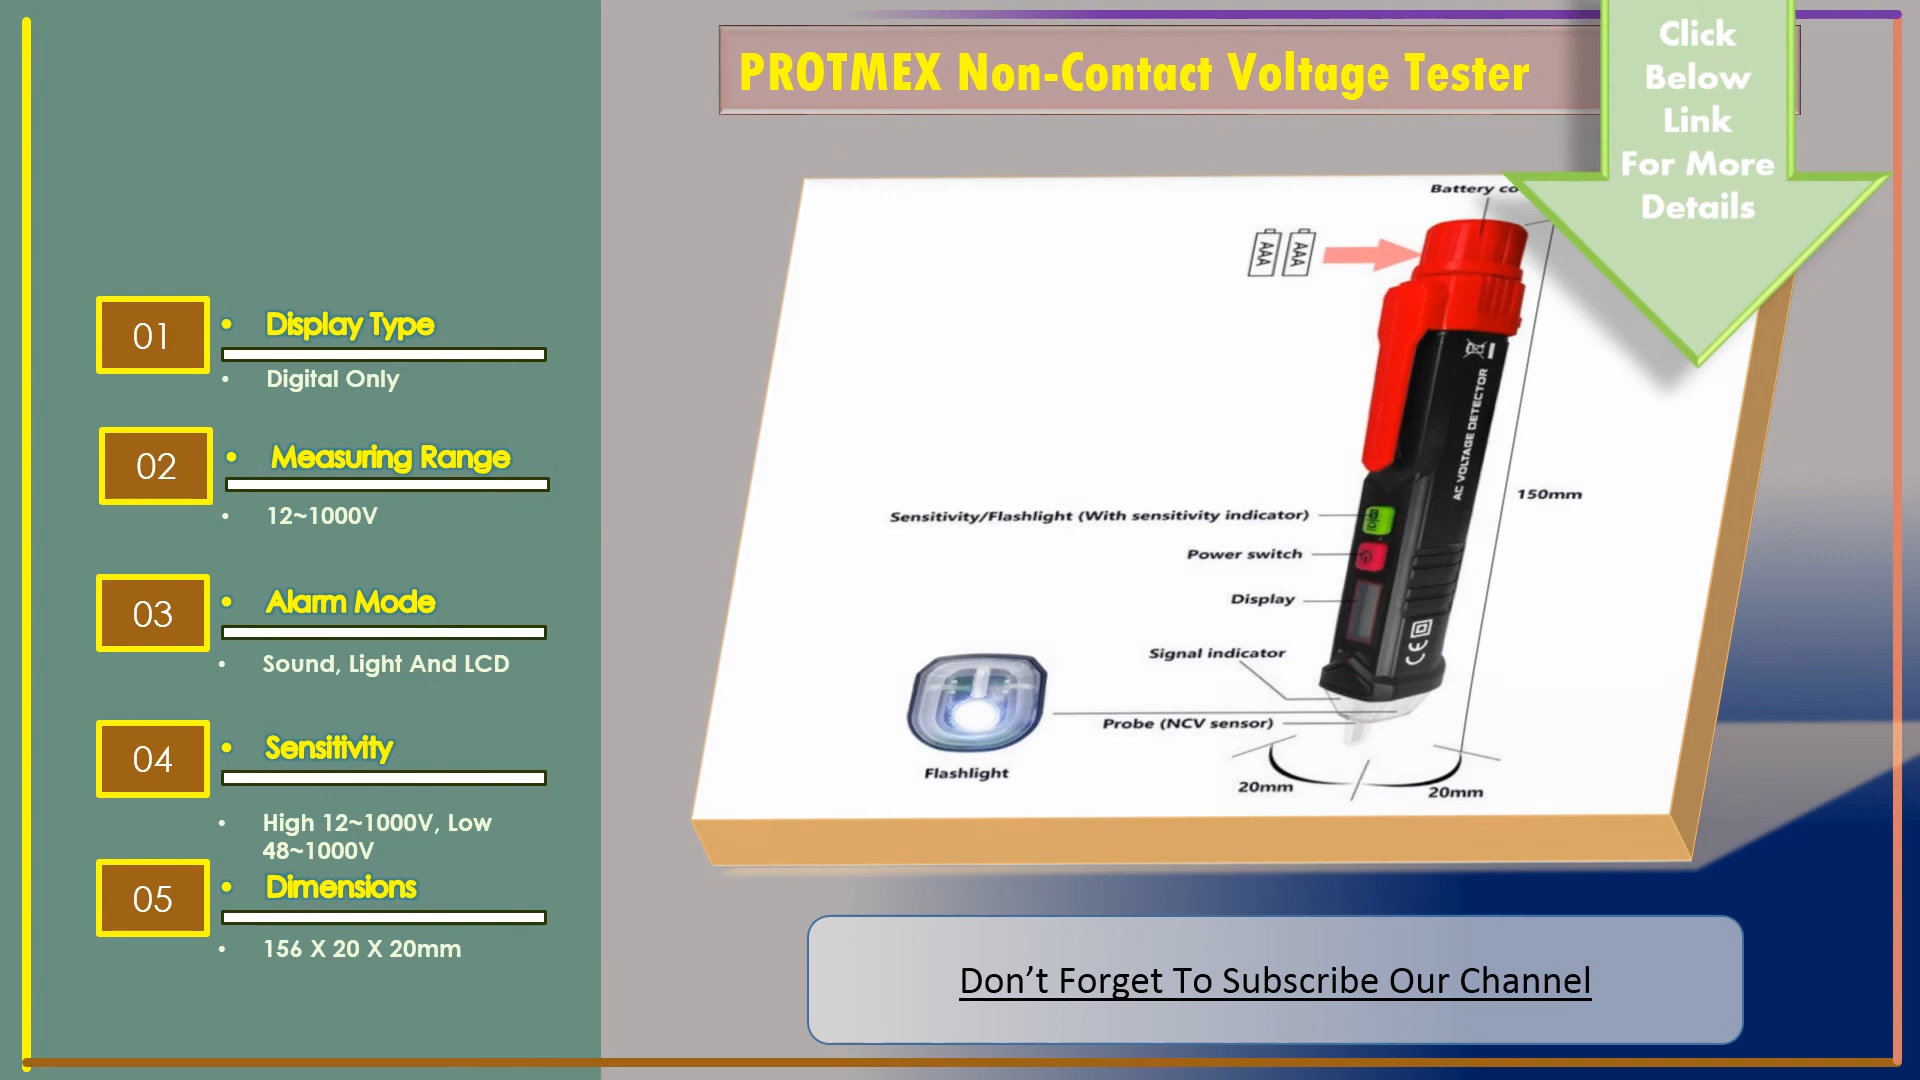 PROTMEX Non-Contact Voltage Tester
Click
Below
Link
For More
Details
01
• Display Type
• Digital Only
02
• Measuring Range
• 12~1000V
03
• Alarm Mode
• Sound, Light And LCD
04
• Sensitivity
• High 12~1000V, Low
48~1000V
05
• Dimensions
• 156 X 20 X 20mm
Battery
AAA
AAA
AC VOLTAGE DETECTOR
150mm
Sensitivity/Flashlight (With sensitivity indicator)
Power switch
Display
Signal indicator
Probe (NCV sensor)
CE
Flashlight
20mm
20mm
Don't Forget To Subscribe Our Channel